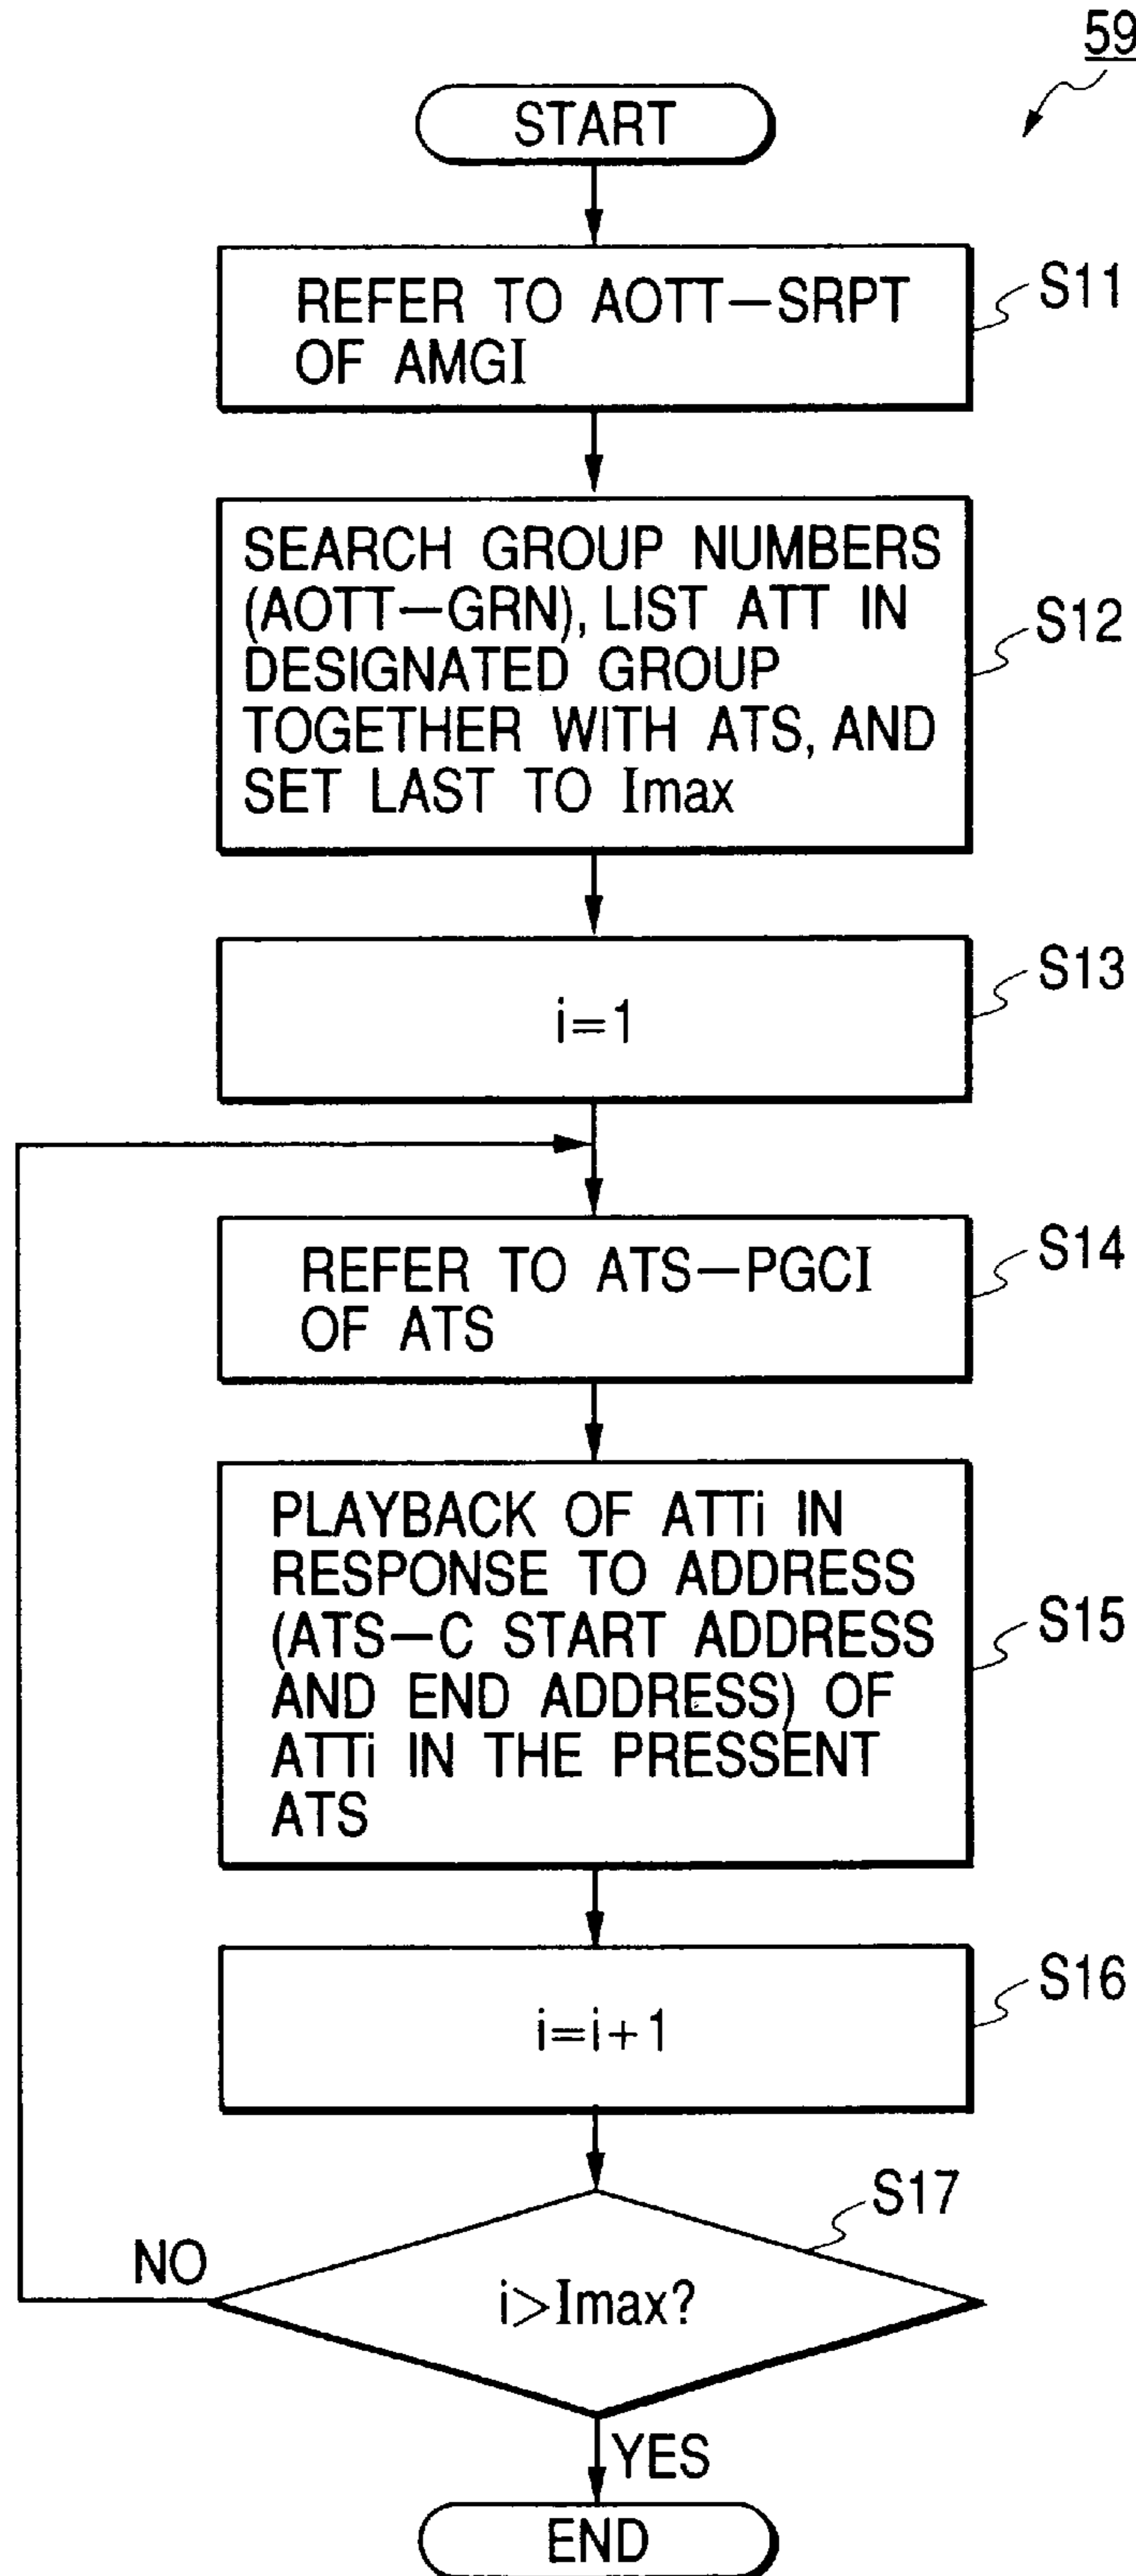 59
START
REFER TO AOTT—SRPT
OF AMGI
S11
SEARCH GROUP NUMBERS
(AOTT—GRN), LIST ATT IN
DESIGNATED GROUP
TOGETHER WITH ATS, AND
SET LAST TO Imax
S12
i=1
S13
REFER TO ATS—PGCI
OF ATS
S14
PLAYBACK OF ATTi IN
RESPONSE TO ADDRESS
(ATS—C START ADDRESS
AND END ADDRESS) OF
ATTi IN THE PRESSENT
ATS
S15
i=i+1
S16
S17
NO
i>Imax?
YES
END